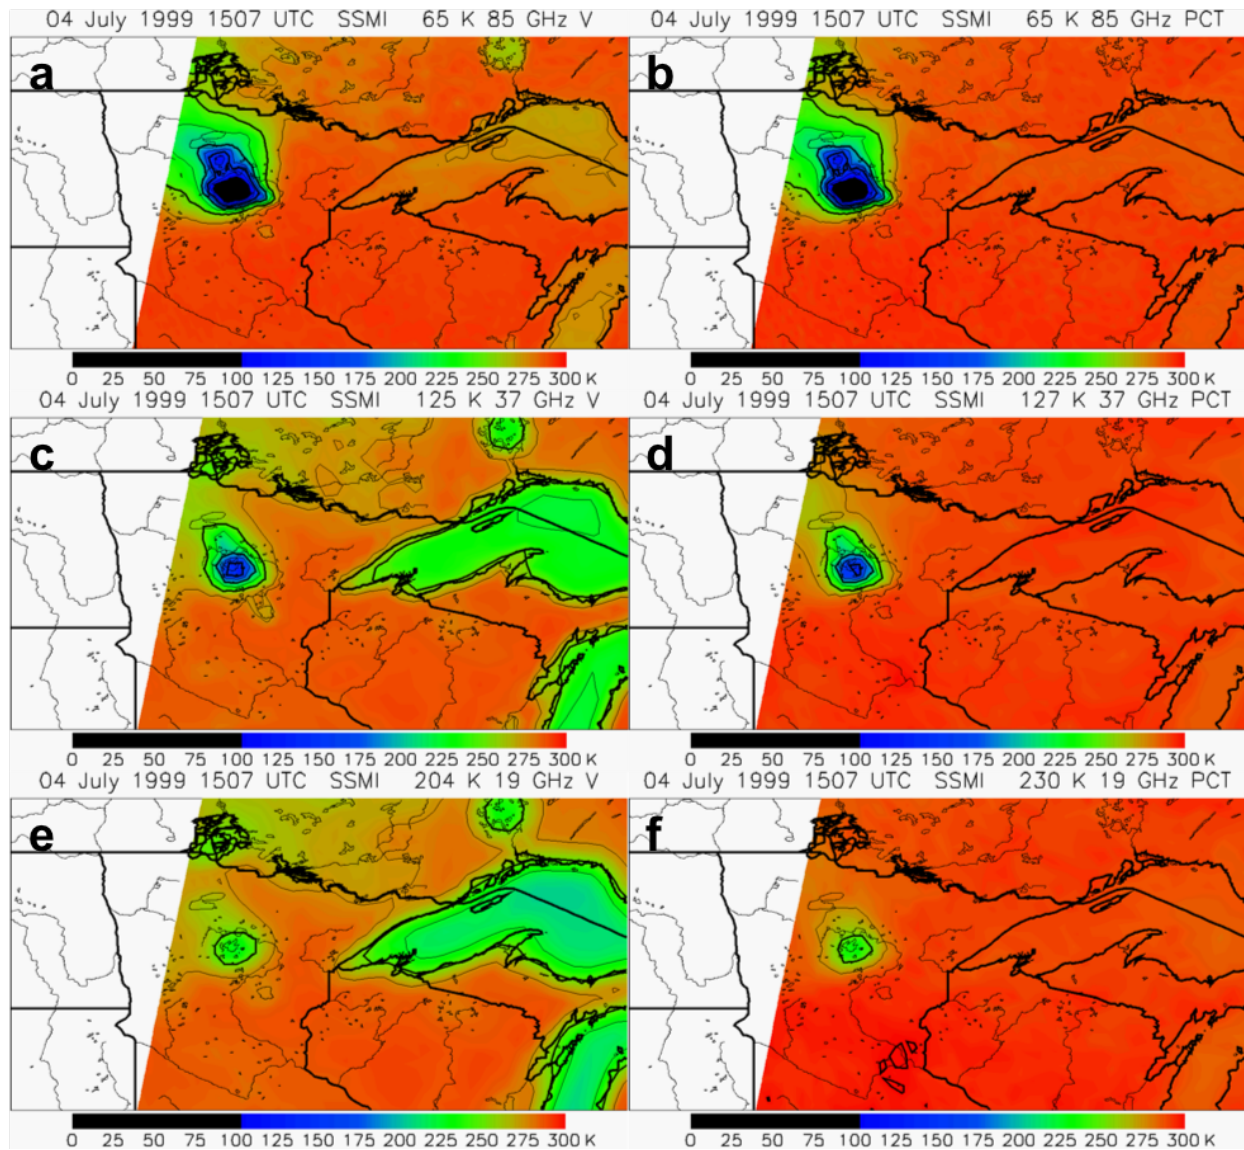 04 July 1999 1507 UTC SSMI 65 K 85 GHz V
04 July 1999 1507 UTC SSMI 65 K 85 GHz PCT
a
b
0 25 50 75 100 125 150 175 200 225 250 275 300 K
0 25 50 75 100 125 150 175 200 225 250 275 300 K
04 July 1999 1507 UTC SSMI 125 K 37 GHz V
04 July 1999 1507 UTC SSMI 127 K 37 GHz PCT
c
d
0 25 50 75 100 125 150 175 200 225 250 275 300 K
0 25 50 75 100 125 150 175 200 225 250 275 300 K
04 July 1999 1507 UTC SSMI 204 K 19 GHz V
04 July 1999 1507 UTC SSMI 230 K 19 GHz PCT
e
f
0 25 50 75 100 125 150 175 200 225 250 275 300 K
0 25 50 75 100 125 150 175 200 225 250 275 300 K